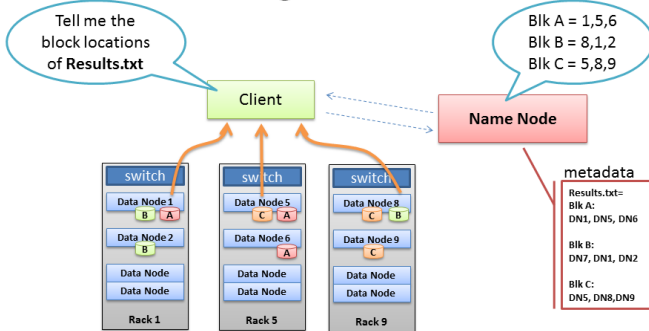 Tell me the
block locations
of Results.txt
Blk A = 1,5,6
Blk B = 8,1,2
Blk C = 5,8,9
Client
Name Node
metadata
Results.txt=
Blk A:
DN1, DN5, DN6
Blk B:
DN7, DN1, DN2
Blk C:
DN5, DN8,DN9
switch
Data Node 1
B
A
Data Node 2
B
Data Node
Data Node
Rack 1
switch
Data Node 5
C
A
Data Node 6
A
Data Node
Data Node
Rack 5
switch
Data Node 8
C
B
Data Node 9
C
Data Node
Data Node
Rack 9